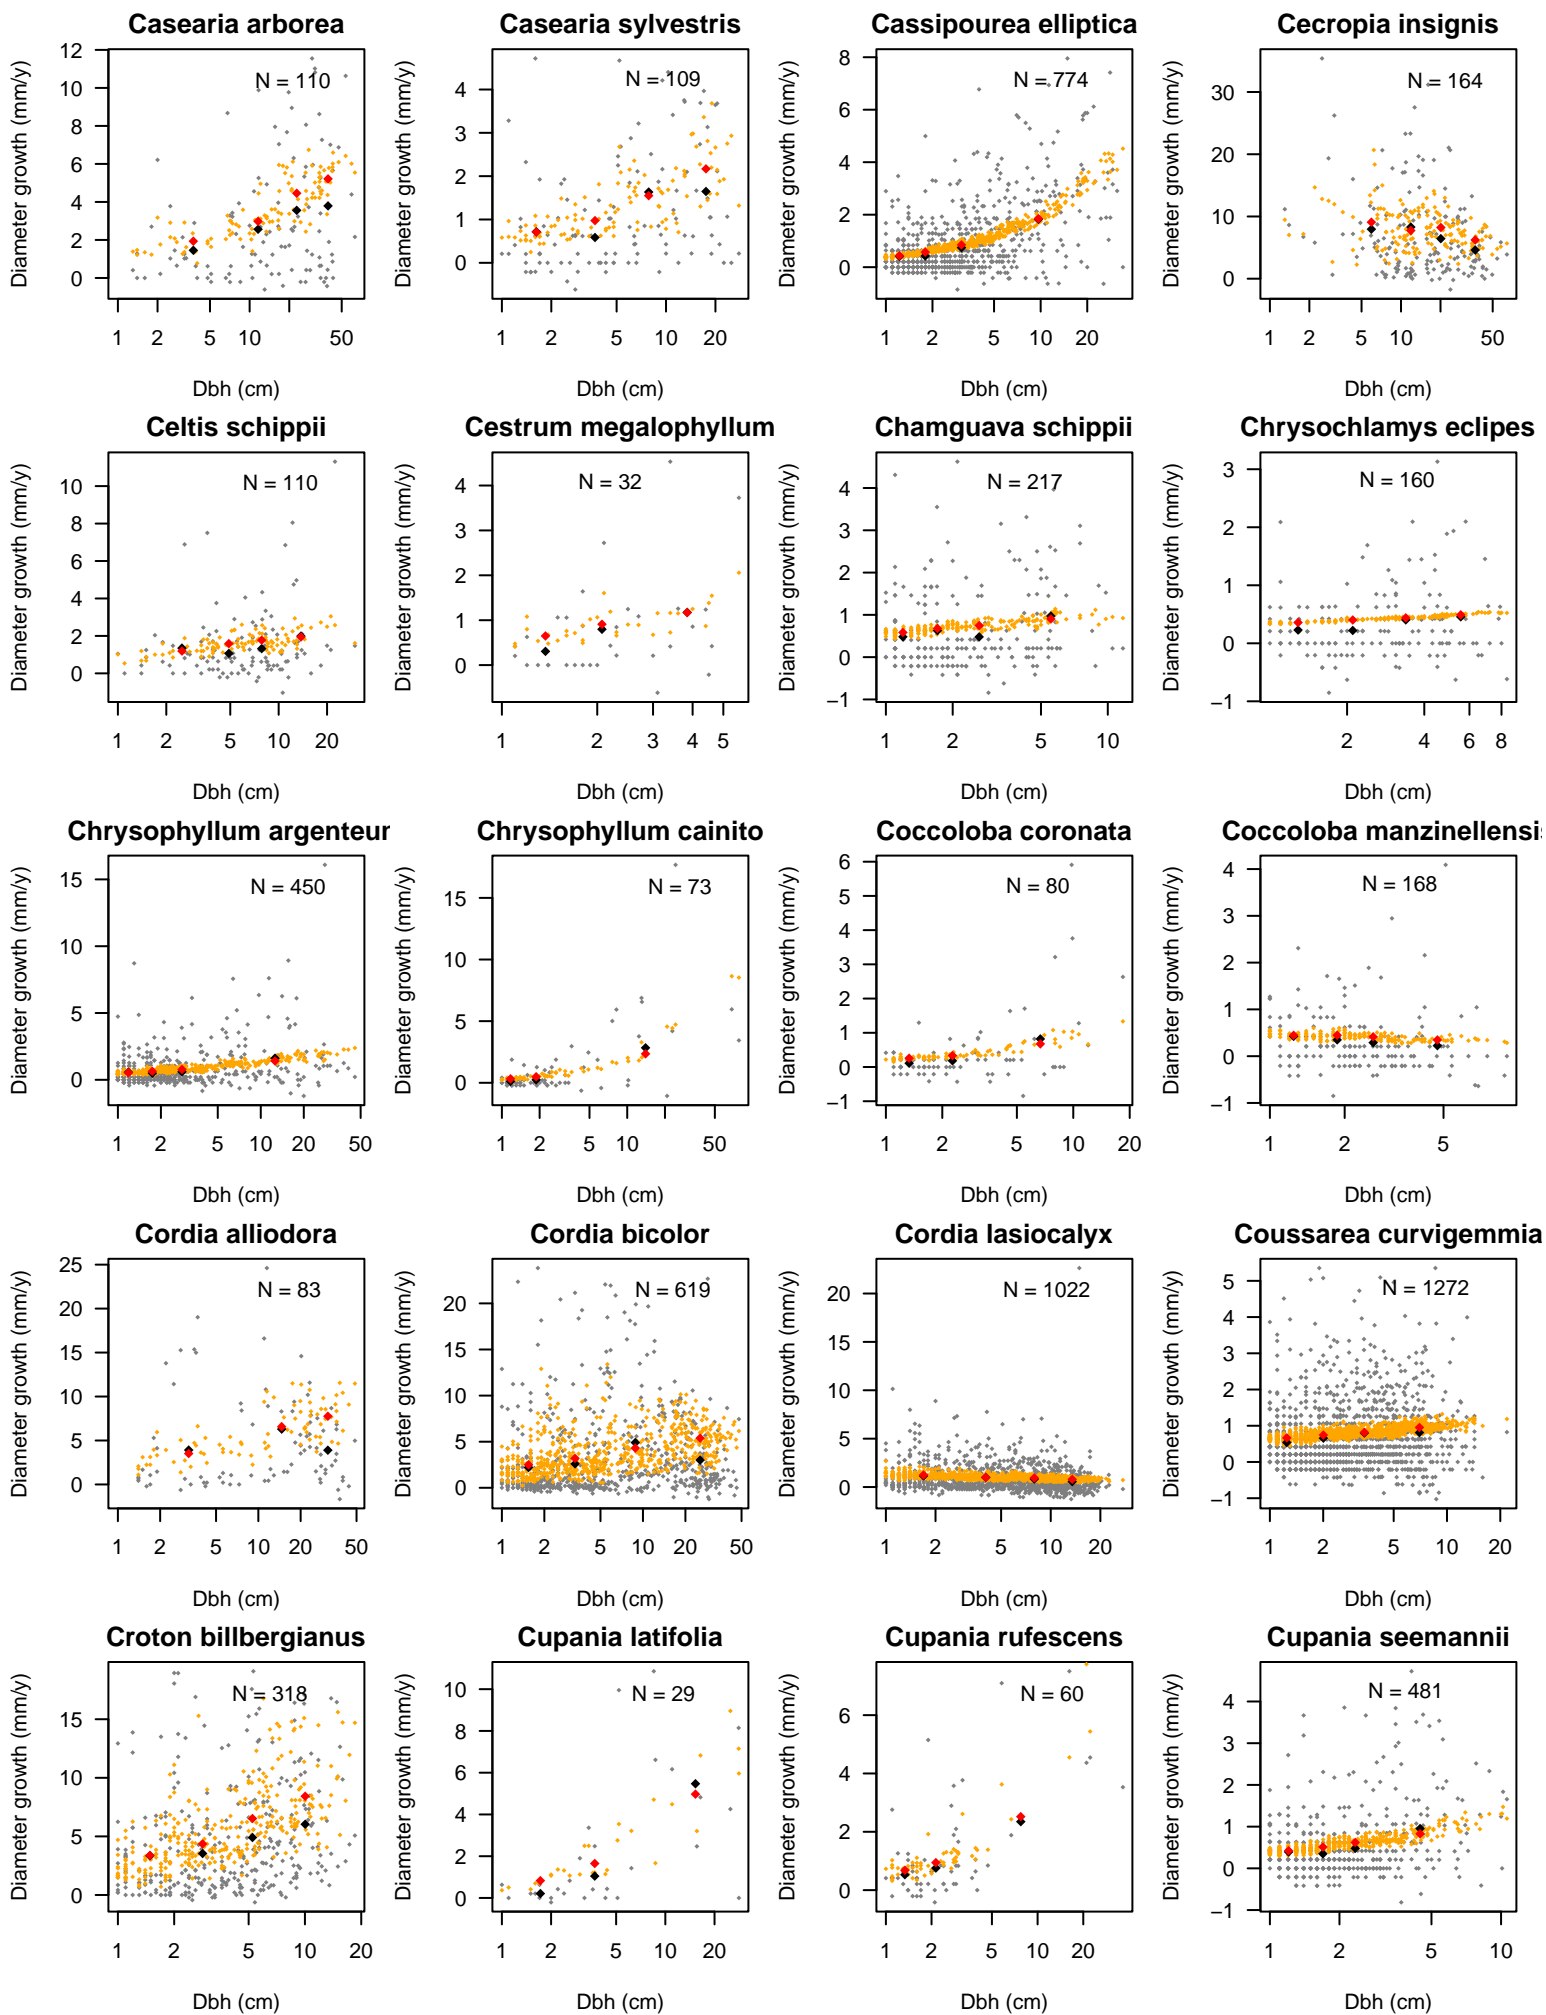 Casearia arborea
Casearia sylvestris
Cassipourea elliptica
Cecropia insignis
N = 110
N = 109
N = 774
N = 164
Diameter growth (mm/y)
Diameter growth (mm/y)
Diameter growth (mm/y)
Diameter growth (mm/y)
12
10
8
6
4
2
0
4
3
2
1
0
8
6
4
2
0
30
20
10
0
1 2 5 10 50
1 2 5 10 20
1 2 5 10 20
1 2 5 10 50
Dbh (cm)
Dbh (cm)
Dbh (cm)
Dbh (cm)
Celtis schippii
Cestrum megalophyllum
Chamguava schippii
Chrysochlamys eclipes
N = 110
N = 32
N = 217
N = 160
Diameter growth (mm/y)
Diameter growth (mm/y)
Diameter growth (mm/y)
Diameter growth (mm/y)
10
8
6
4
2
0
4
3
2
1
0
4
3
2
1
0
−1
3
2
1
0
−1
1 2 5 10 20
1 2 3 4 5
1 2 5 10
2 4 6 8
Dbh (cm)
Dbh (cm)
Dbh (cm)
Dbh (cm)
Chrysophyllum argenteur
Chrysophyllum cainito
Coccoloba coronata
Coccoloba manzinellensis
N = 450
N = 73
N = 80
N = 168
Diameter growth (mm/y)
Diameter growth (mm/y)
Diameter growth (mm/y)
Diameter growth (mm/y)
15
10
5
0
15
10
5
0
6
5
4
3
2
1
0
−1
4
3
2
1
0
−1
1 2 5 10 20 50
1 2 5 10 50
1 2 5 10 20
1 2 5
Dbh (cm)
Dbh (cm)
Dbh (cm)
Dbh (cm)
Cordia alliodora
Cordia bicolor
Cordia lasiocalyx
Coussarea curvigemmia
N = 83
N = 619
N = 1022
N = 1272
Diameter growth (mm/y)
Diameter growth (mm/y)
Diameter growth (mm/y)
Diameter growth (mm/y)
25
20
15
10
5
0
20
15
10
5
0
20
15
10
5
0
5
4
3
2
1
0
−1
1 2 5 10 20 50
1 2 5 10 20 50
1 2 5 10 20
1 2 5 10 20
Dbh (cm)
Dbh (cm)
Dbh (cm)
Dbh (cm)
Croton billbergianus
Cupania latifolia
Cupania rufescens
Cupania seemannii
N = 318
N = 29
N = 60
N = 481
Diameter growth (mm/y)
Diameter growth (mm/y)
Diameter growth (mm/y)
Diameter growth (mm/y)
15
10
5
0
10
8
6
4
2
0
6
4
2
0
4
3
2
1
0
−1
1 2 5 10 20
1 2 5 10 20
1 2 5 10 20
1 2 5 10
Dbh (cm)
Dbh (cm)
Dbh (cm)
Dbh (cm)